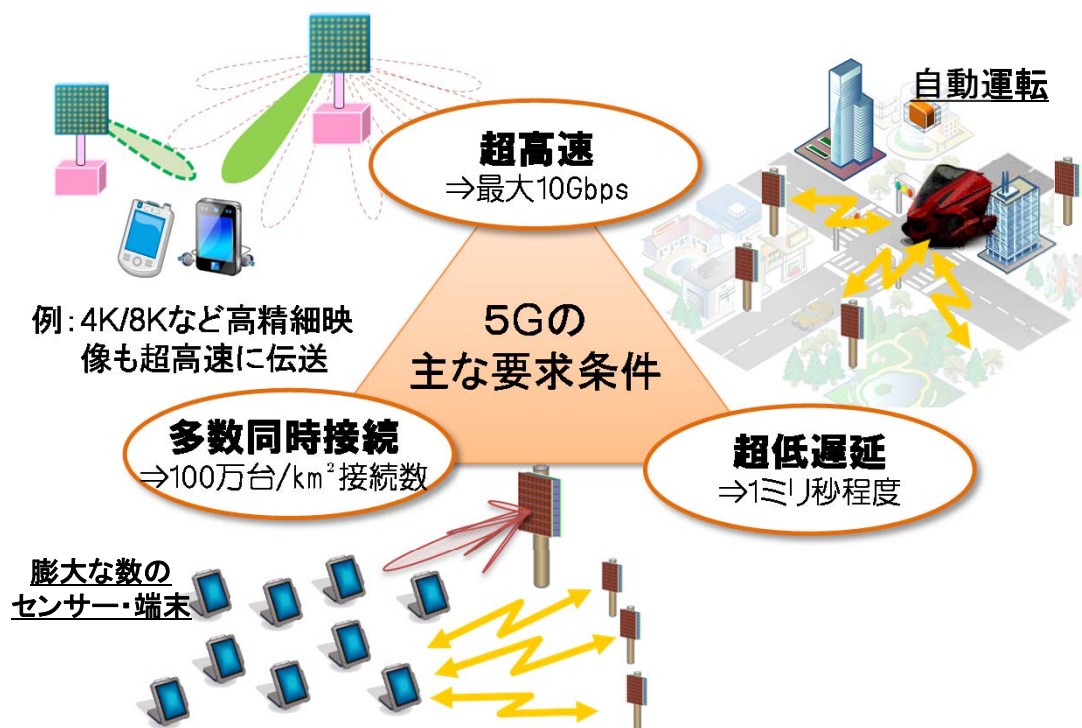 自動運転
超高速
⇒最大10Gbps
例：4K/8Kなど高精細映
像も超高速に伝送
5Gの
主な要求条件
多数同時接続
⇒100万台/km²接続数
超低遅延
⇒1ミリ秒程度
膨大な数の
センサー・端末